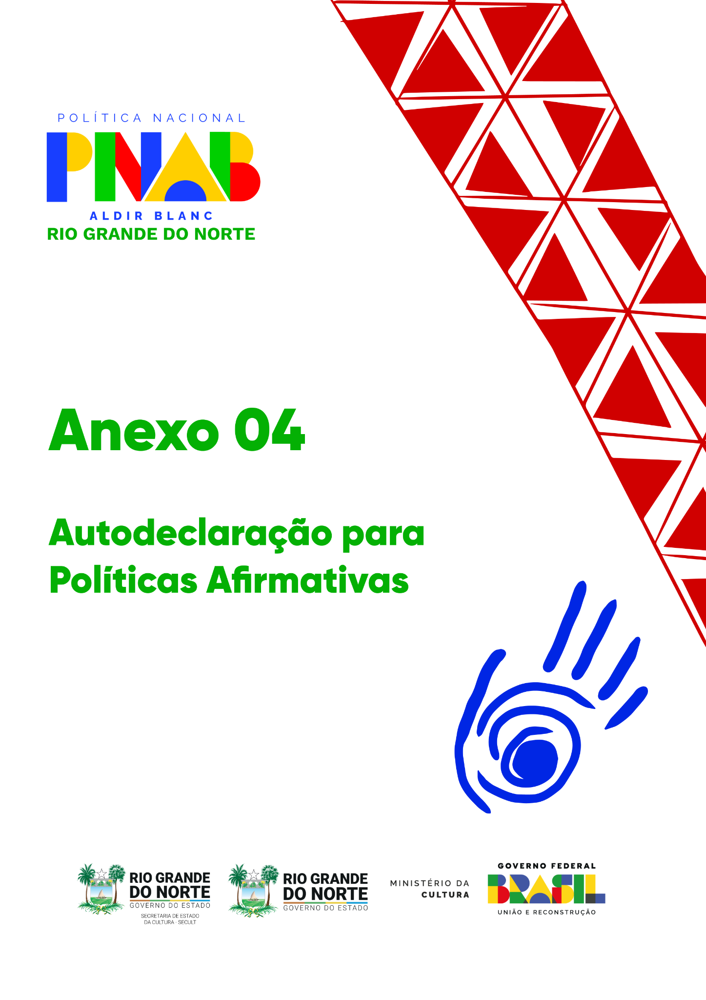 POLÍTICA NACIONAL
PNAB
ALDIR BLANC
RIO GRANDE DO NORTE
Anexo 04
Autodeclaração para
Políticas Afirmativas
RIO GRANDE
DO NORTE
GOVERNO DO ESTADO
SECRETARIA DE ESTADO
DA CULTURA - SECULT
RIO GRANDE
DO NORTE
GOVERNO DO ESTADO
MINISTÉRIO DA
CULTURA
GOVERNO FEDERAL
BRASIL
UNIÃO E RECONSTRUÇÃO